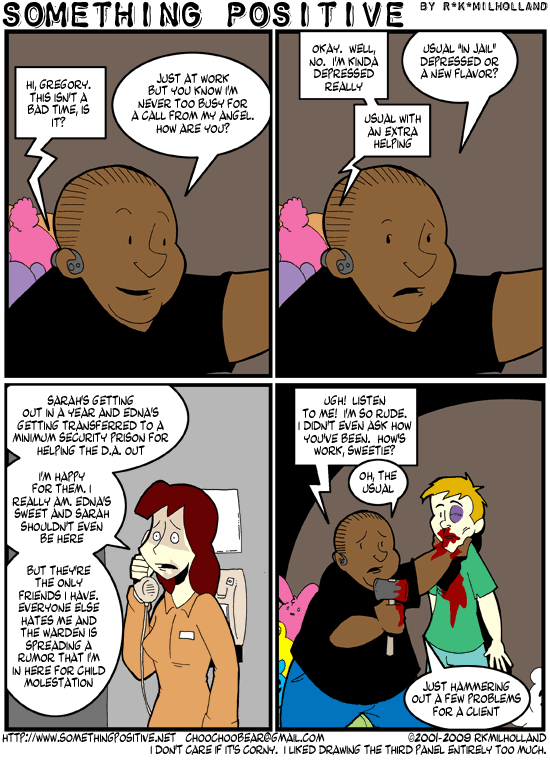 SOMETHING POSITIVE
BY R*K*MILHOLLAND
HI, GREGORY.
THIS ISN'T A
BAD TIME, IS
IT?
JUST AT WORK
BUT YOU KNOW I'M
NEVER TOO BUSY FOR
A CALL FROM MY ANGEL.
HOW ARE YOU?
OKAY. WELL,
NO. I'M KINDA
DEPRESSED
REALLY
USUAL "IN JAIL"
DEPRESSED OR
A NEW FLAVOR?
USUAL WITH
AN EXTRA
HELPING
SARAH'S GETTING
OUT IN A YEAR AND EDNA'S
GETTING TRANSFERRED TO A
MINIMUM SECURITY PRISON FOR
HELPING THE D.A. OUT
I'M HAPPY
FOR THEM. I
REALLY AM. EDNA'S
SWEET AND SARAH
SHOULDN'T EVEN
BE HERE
BUT THEY'RE
THE ONLY
FRIENDS I HAVE.
EVERYONE ELSE
HATES ME AND
THE WARDEN IS
SPREADING A
RUMOR THAT I'M
IN HERE FOR CHILD
MOLESTATION
UGH! LISTEN
TO ME! I'M SO RUDE.
I DIDN'T EVEN ASK HOW
YOU'VE BEEN. HOW'S
WORK, SWEETIE?
OH, THE
USUAL
JUST HAMMERING
OUT A FEW PROBLEMS
FOR A CLIENT
HTTP://WWW.SOMETHINGPOSITIVE.NET CHOOCHOOBEAR@GMAIL.COM ©2001-2009 RKMILHOLLAND
I DON'T CARE IF IT'S CORNY. I LIKED DRAWING THE THIRD PANEL ENTIRELY TOO MUCH.